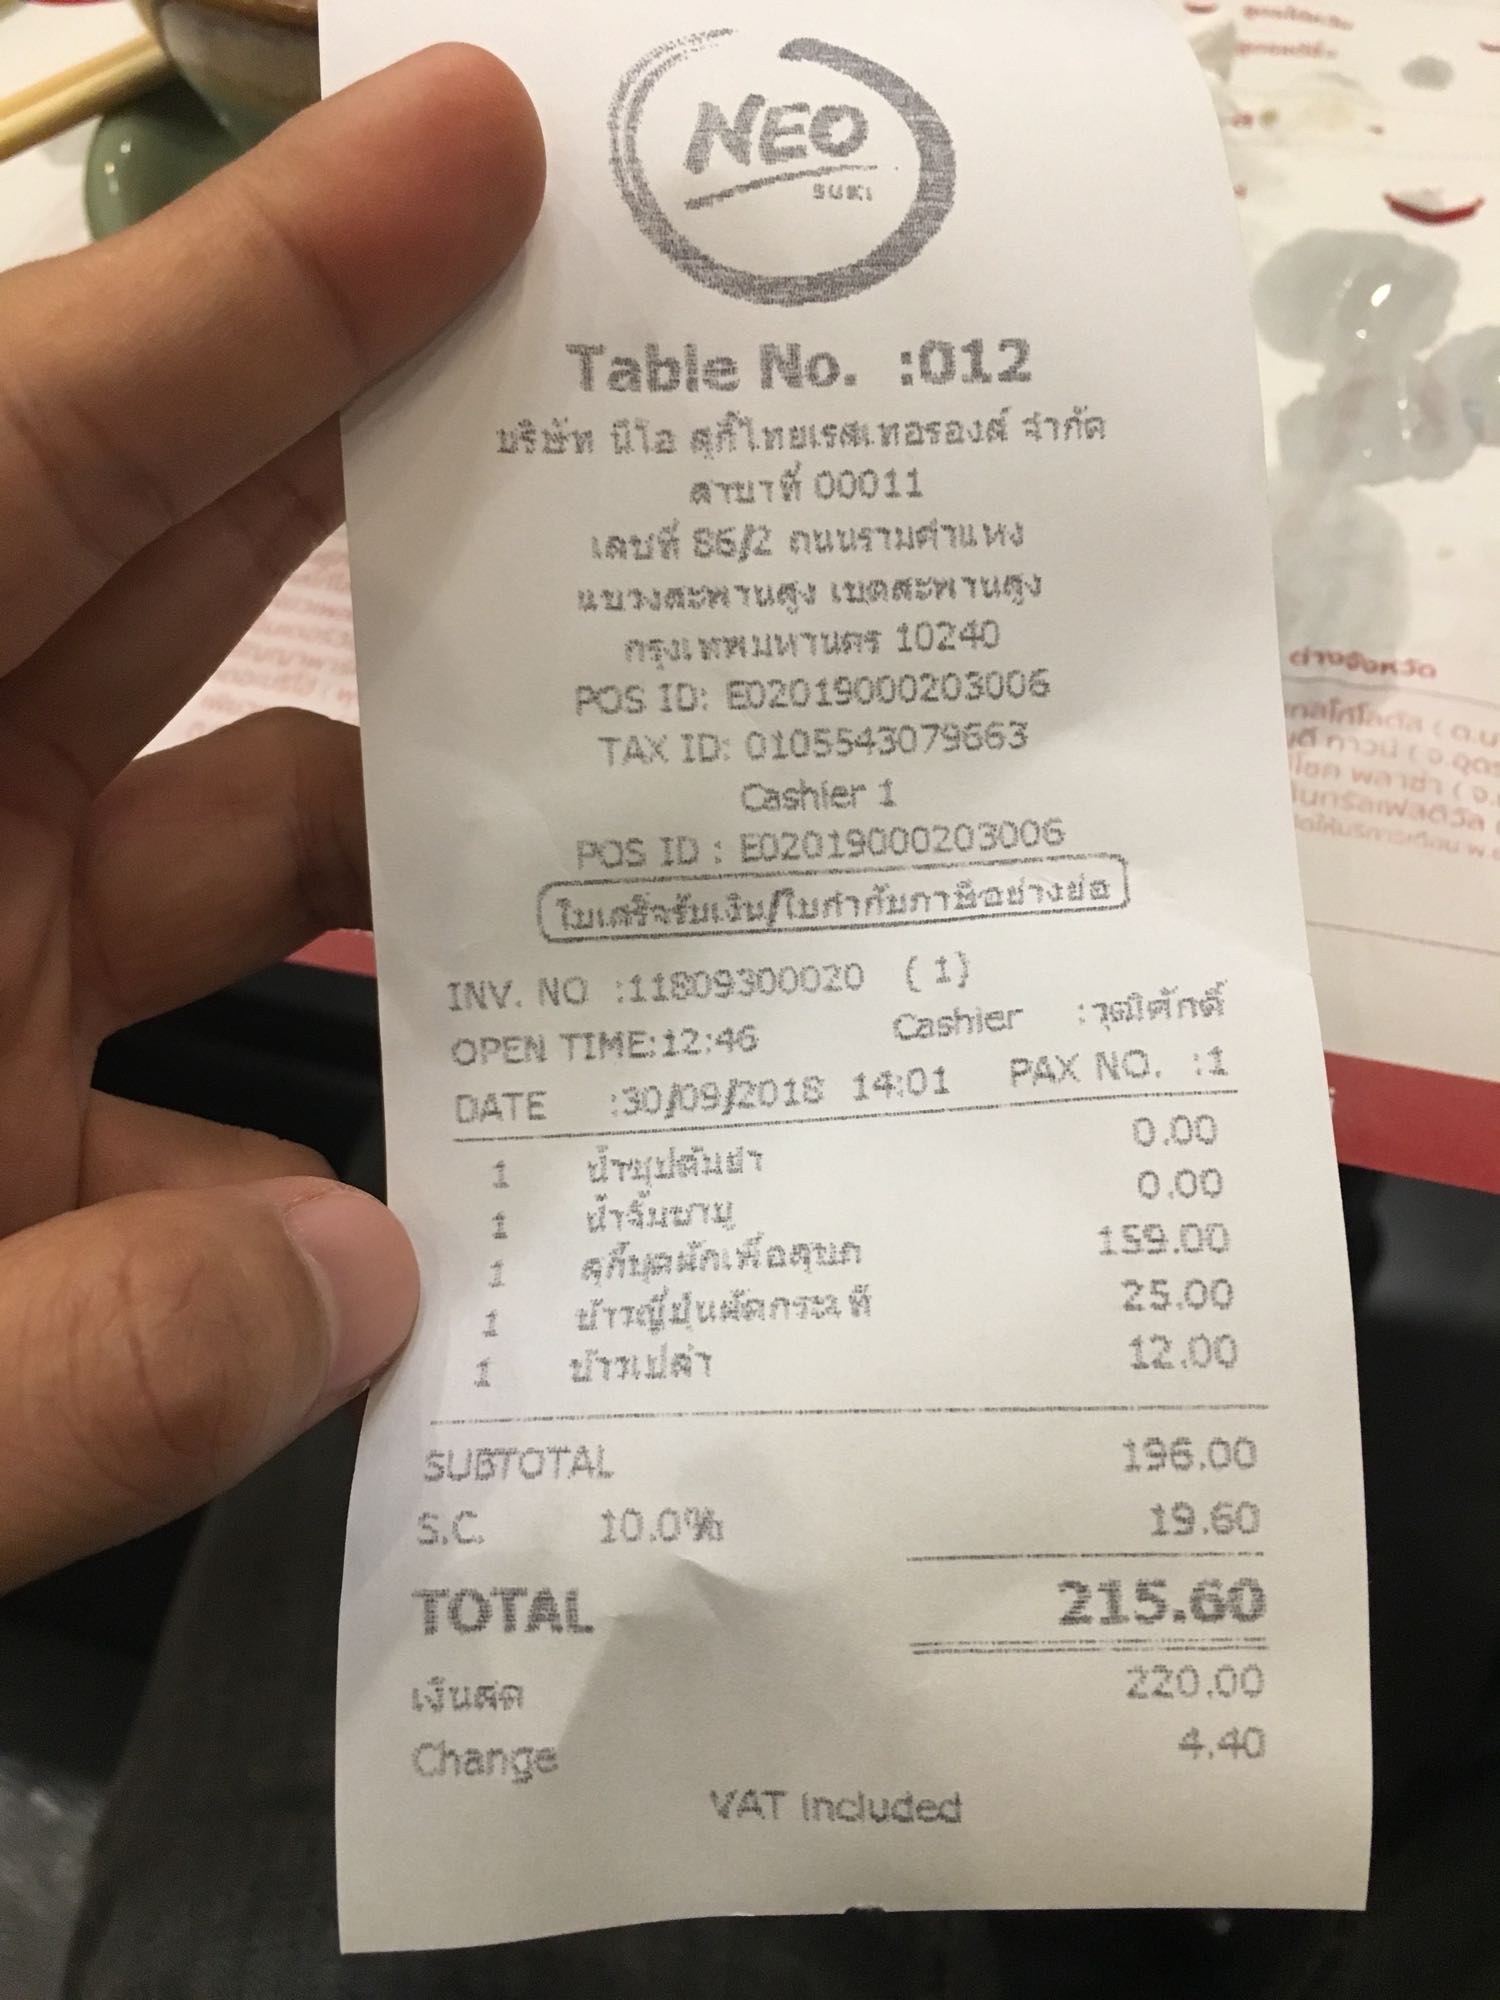 NEO
SUKI
Table No. :012
บริษัท นีโอ สุกี้ไทยเรสเทอรองส์ จำกัด
สาขาที่ 00011
เลขที่ 86/2 ถนนรามคำแหง
แขวงสะพานสูง เขตสะพานสูง
กรุงเทพมหานคร 10240
POS ID: E02019000203006
TAX ID: 0105543079663
Cashier 1
POS ID : E02019000203006
ใบเสร็จรับเงิน/ใบกำกับภาษีอย่างย่อ
INV. NO :11809300020 ( 1)
OPEN TIME:12:46 Cashier :วุฒิศักดิ์
DATE :30/09/2018 14:01 PAX NO. :1
1 น้ำซุปต้มยำ 0.00
1 น้ำจิ้มชาบู 0.00
1 สุกี้ชุดผักเพื่อสุขภ 159.00
1 ข้าวญี่ปุ่นผัดกระเที 25.00
1 ข้าวเปล่า 12.00
SUBTOTAL 196.00
S.C. 10.0% 19.60
TOTAL 215.60
เงินสด 220.00
Change 4.40
VAT Included
ต่างจังหวัด